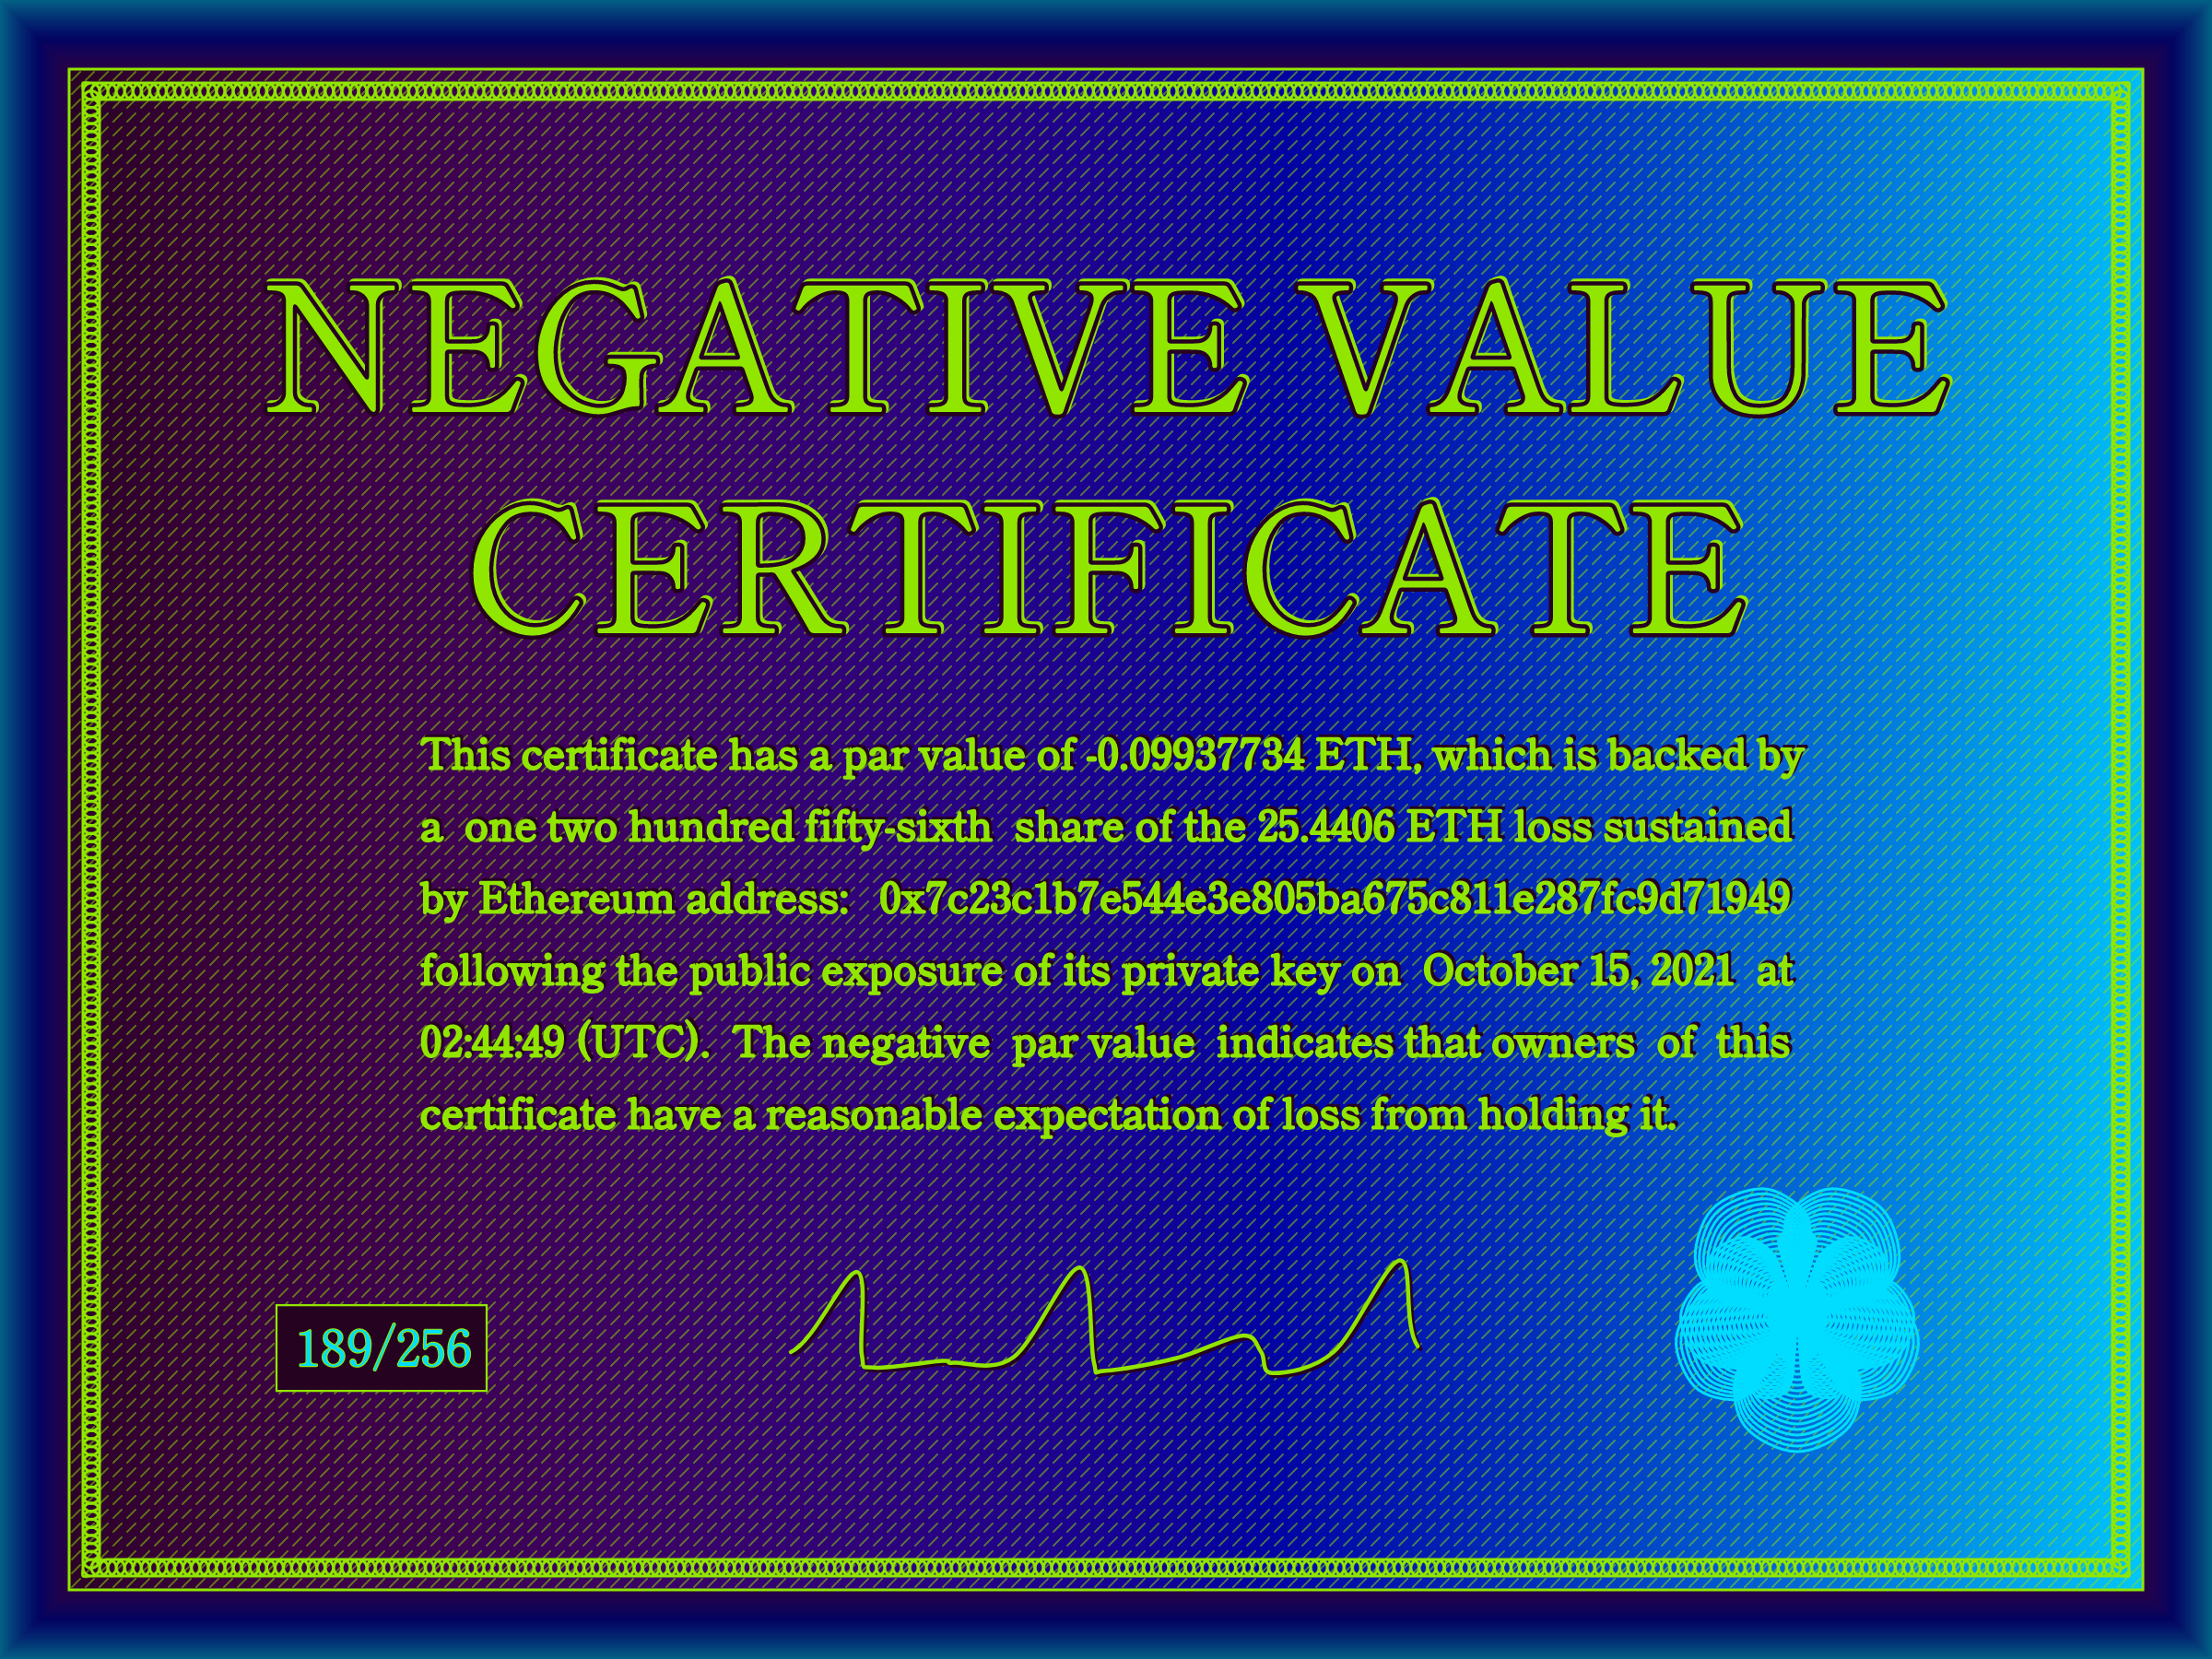 NEGATIVE VALUE
CERTIFICATE
This certificate has a par value of -0.09937734 ETH, which is backed by
a one two hundred fifty-sixth share of the 25.4406 ETH loss sustained
by Ethereum address: 0x7c23c1b7e544e3e805ba675c811e287fc9d71949
following the public exposure of its private key on October 15, 2021 at
02:44:49 (UTC). The negative par value indicates that owners of this
certificate have a reasonable expectation of loss from holding it.
189/256